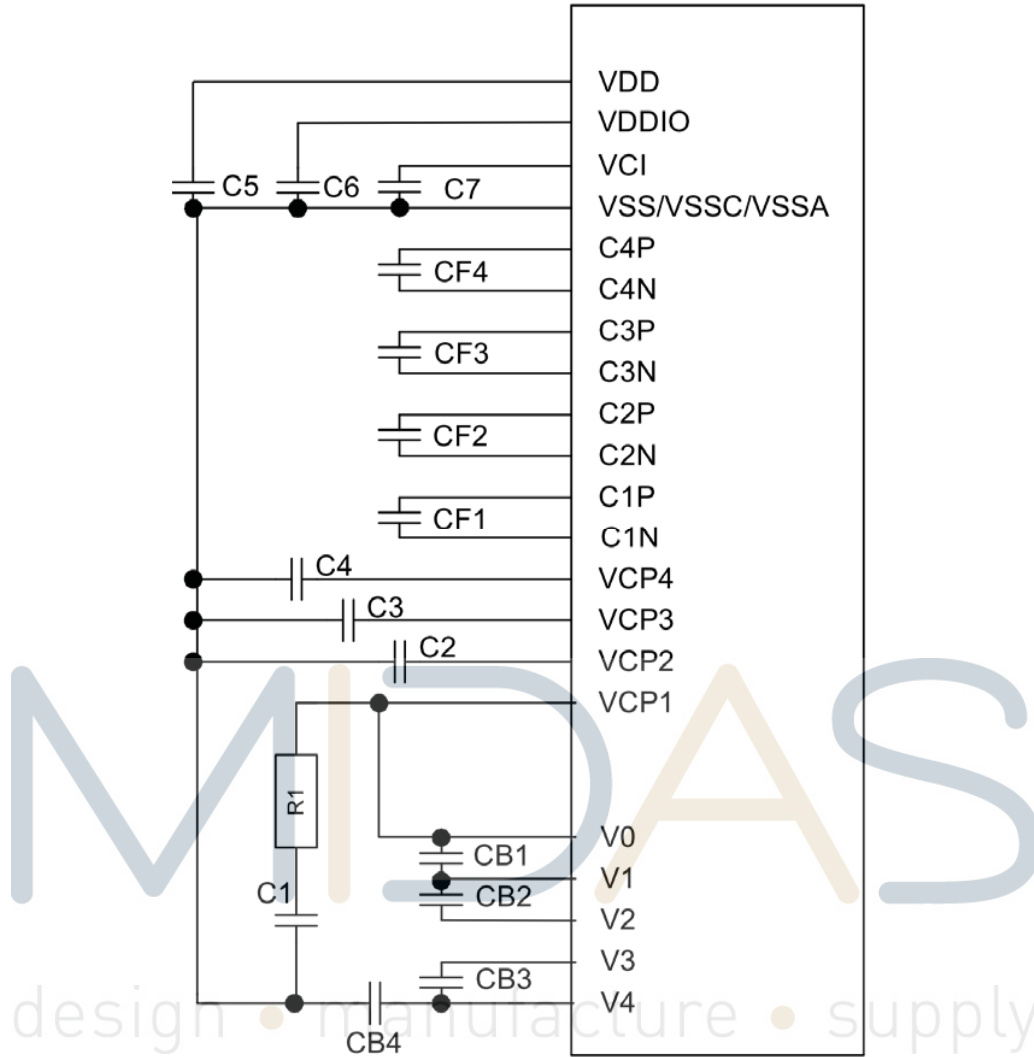 VDD
VDDIO
VCI
C5 C6 C7
VSS/VSSC/VSSA
C4P
CF4
C4N
C3P
CF3
C3N
C2P
CF2
C2N
C1P
CF1
C1N
C4
VCP4
C3
VCP3
C2
VCP2
VCP1
MIDAS
R1
V0
CB1
V1
C1
CB2
V2
V3
CB3
V4
design • manufacture • supply
CB4